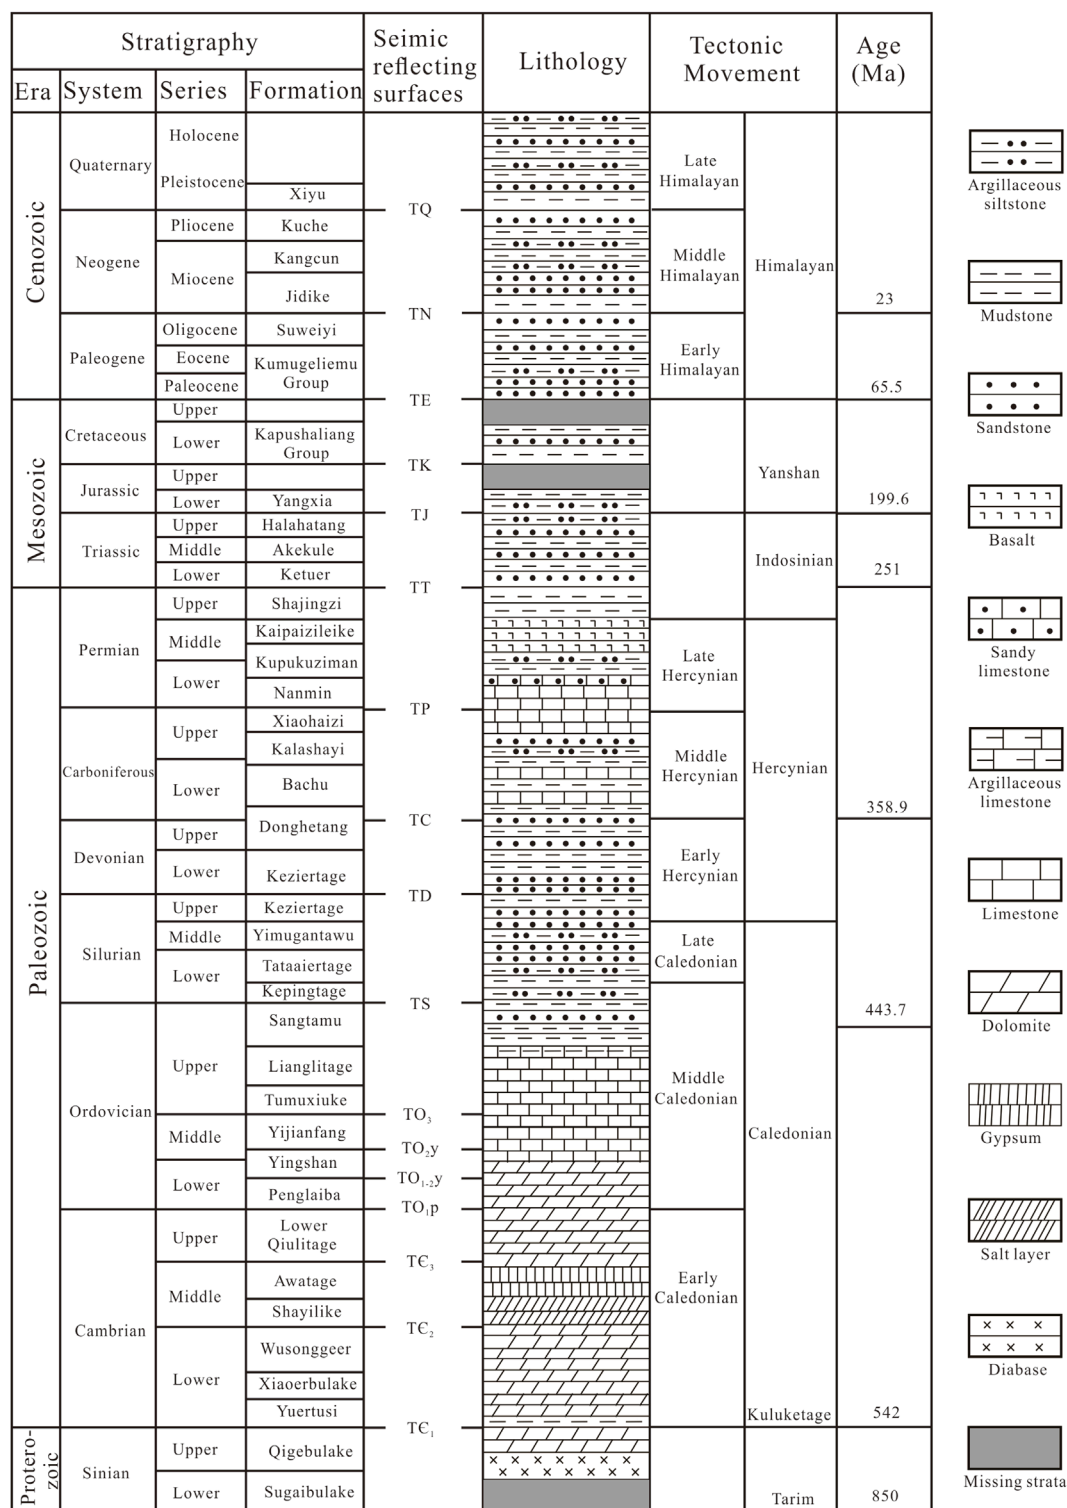 Stratigraphy
Seimic
reflecting
surfaces
Lithology
Tectonic
Movement
Age
(Ma)
Era
System
Series
Formation
Cenozoic
Quaternary
Holocene
Pleistocene
Xiyu
TQ
Late
Himalayan
Neogene
Pliocene
Kuche
Miocene
Kangcun
Jidike
TN
Middle
Himalayan
Himalayan
23
Paleogene
Oligocene
Suweiyi
Eocene
Paleocene
Kumugeliemu
Group
TE
Early
Himalayan
65.5
Mesozoic
Cretaceous
Upper
Lower
Kapushaliang
Group
TK
Jurassic
Upper
Lower
Yangxia
TJ
Yanshan
199.6
Triassic
Upper
Halahatang
Middle
Akekule
Lower
Ketuer
TT
Indosinian
251
Paleozoic
Permian
Upper
Shajingzi
Middle
Kaipaizileike
Kupukuziman
Lower
Nanmin
TP
Late
Hercynian
Carboniferous
Upper
Xiaohaizi
Kalashayi
Lower
Bachu
TC
Middle
Hercynian
Hercynian
358.9
Devonian
Upper
Donghetang
Lower
Keziertage
TD
Early
Hercynian
Silurian
Upper
Keziertage
Middle
Yimugantawu
Lower
Tataaiertage
Kepingtage
TS
Late
Caledonian
443.7
Ordovician
Upper
Sangtamu
Lianglitage
Tumuxiuke
TO₃
Middle
Yijianfang
TO₂y
Yingshan
Lower
TO₁₋₂y
Penglaiba
TO₁p
Middle
Caledonian
Caledonian
Cambrian
Upper
Lower
Qiulitage
TЄ₃
Middle
Awatage
Shayilike
TЄ₂
Lower
Wusonggeer
Xiaoerbulake
Yuertusi
TЄ₁
Early
Caledonian
Kuluketage
542
Protero-
zoic
Sinian
Upper
Qigebulake
Lower
Sugaibulake
Tarim
850
Argillaceous
siltstone
Mudstone
Sandstone
Basalt
Sandy
limestone
Argillaceous
limestone
Limestone
Dolomite
Gypsum
Salt layer
Diabase
Missing strata